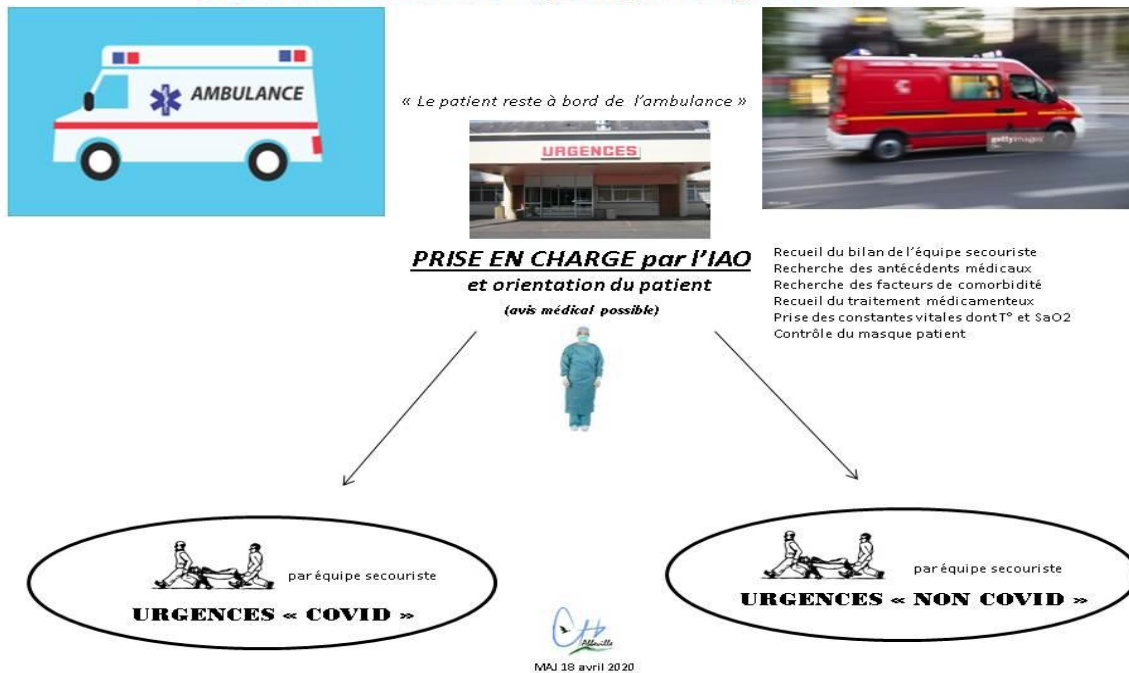 AMBULANCE
« Le patient reste à bord de l'ambulance »
URGENCES
gettyimages
PRISE EN CHARGE par l'IAO
et orientation du patient
(avis médical possible)
Recueil du bilan de l'équipe secouriste
Recherche des antécédents médicaux
Recherche des facteurs de comorbidité
Recueil du traitement médicamenteux
Prise des constantes vitales dont T° et SaO2
Contrôle du masque patient
par équipe secouriste
URGENCES « COVID »
par équipe secouriste
URGENCES « NON COVID »
CH
Abbeville
MAJ 18 avril 2020